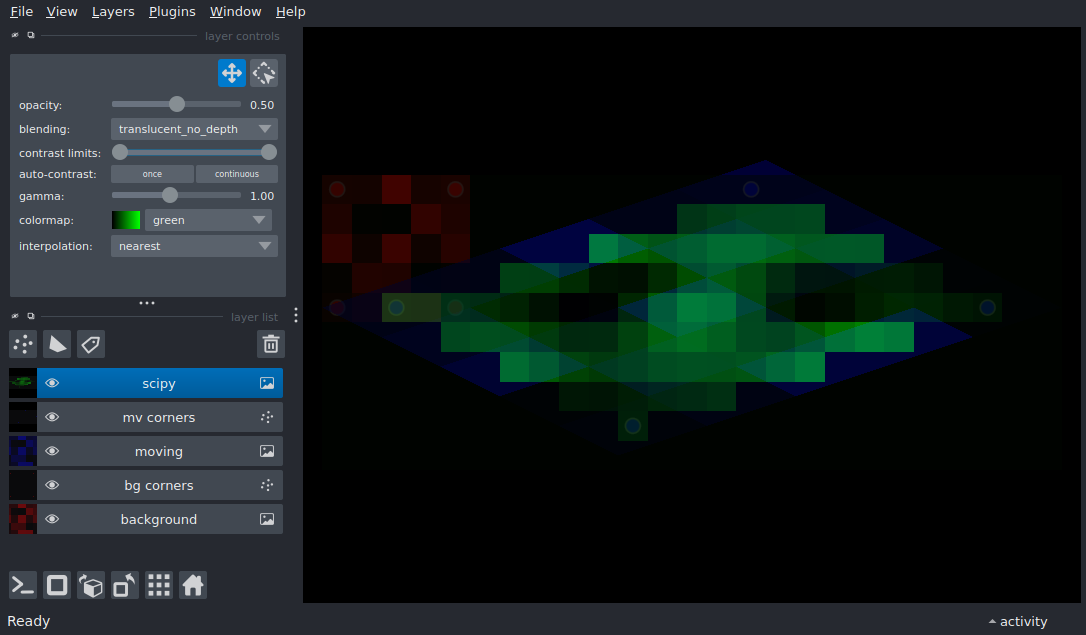 File View Layers Plugins Window Help
layer controls
opacity: 0.50
blending: translucent_no_depth
contrast limits:
auto-contrast: once continuous
gamma: 1.00
colormap: green
interpolation: nearest
layer list
scipy
mv corners
moving
bg corners
background
Ready activity